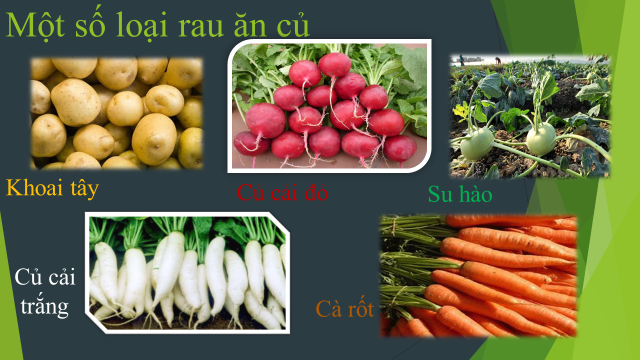 Một số loại rau ăn củ
Khoai tây
Củ cải đỏ
Su hào
Củ cải
trắng
Cà rốt